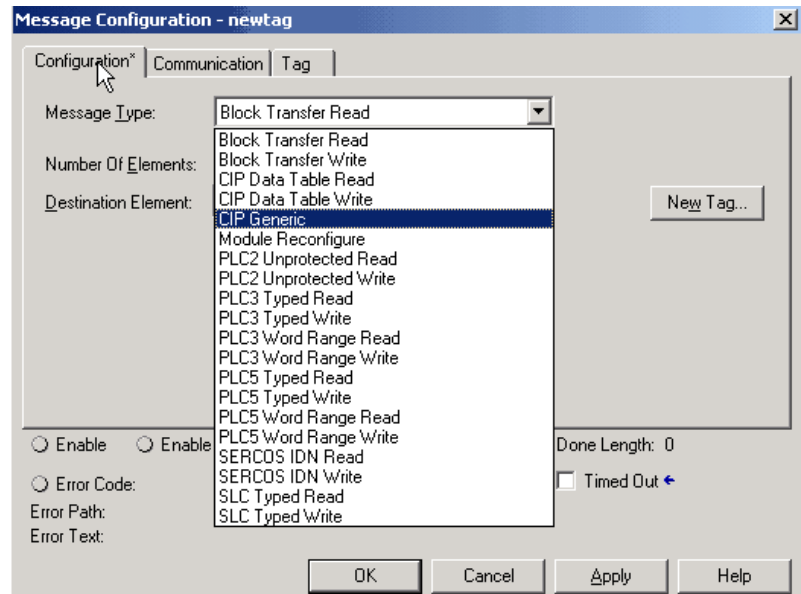 Message Configuration - newtag
Configuration* Communication Tag
Message Type: Block Transfer Read
Block Transfer Read
Block Transfer Write
Number Of Elements:
CIP Data Table Read
Destination Element: CIP Data Table Write New Tag...
CIP Generic
Module Reconfigure
PLC2 Unprotected Read
PLC2 Unprotected Write
PLC3 Typed Read
PLC3 Typed Write
PLC3 Word Range Read
PLC3 Word Range Write
PLC5 Typed Read
PLC5 Typed Write
PLC5 Word Range Read
PLC5 Word Range Write
SERCOS IDN Read
SERCOS IDN Write
SLC Typed Read
SLC Typed Write
Enable Enable Done Length: 0
Error Code: Timed Out
Error Path:
Error Text:
OK Cancel Apply Help